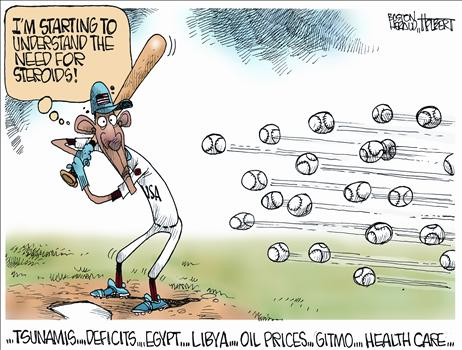 I'M STARTING TO
UNDERSTAND THE
NEED FOR
STEROIDS!
BOSTON
HERALD HOLBERT
USA
...TSUNAMIS....DEFICITS....EGYPT....LIBYA....OIL PRICES...GITMO....HEALTH CARE...